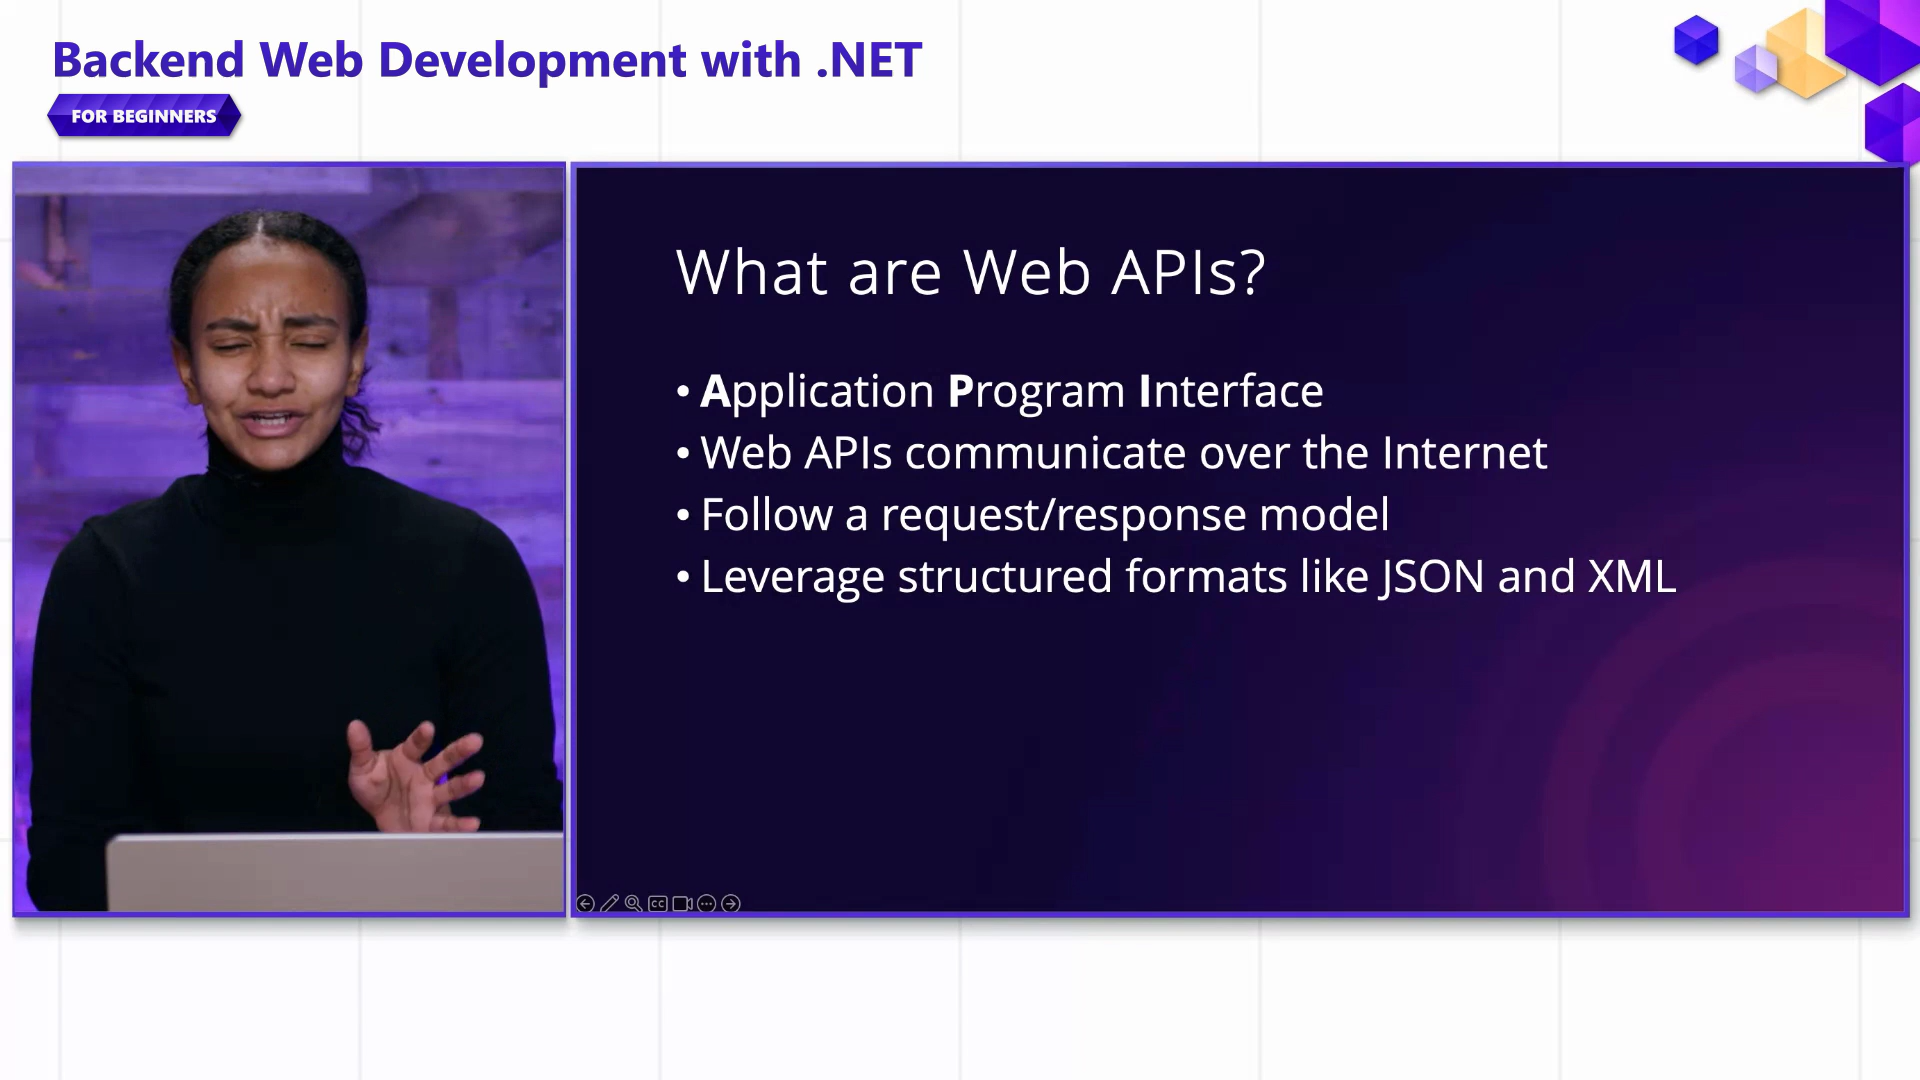 Backend Web Development with .NET
FOR BEGINNERS
What are Web APIs?
• Application Program Interface
• Web APIs communicate over the Internet
• Follow a request/response model
• Leverage structured formats like JSON and XML
CC